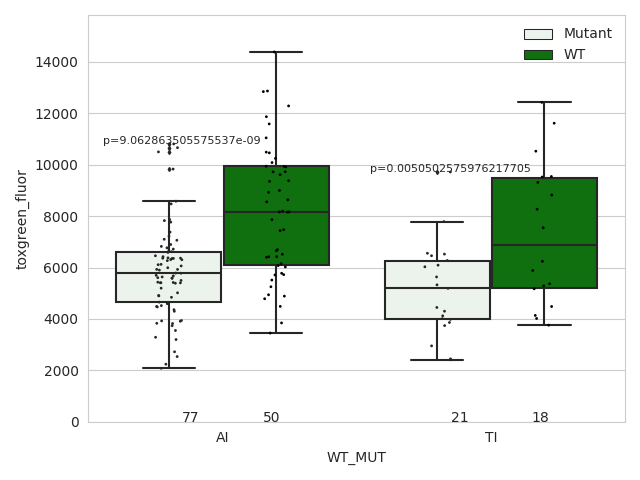 Mutant
WT
14000
12000
10000
8000
6000
4000
2000
0
toxgreen_fluor
p=9.062863505575537e-09
p=0.0050502575976217705
77
50
21
18
AI
TI
WT_MUT